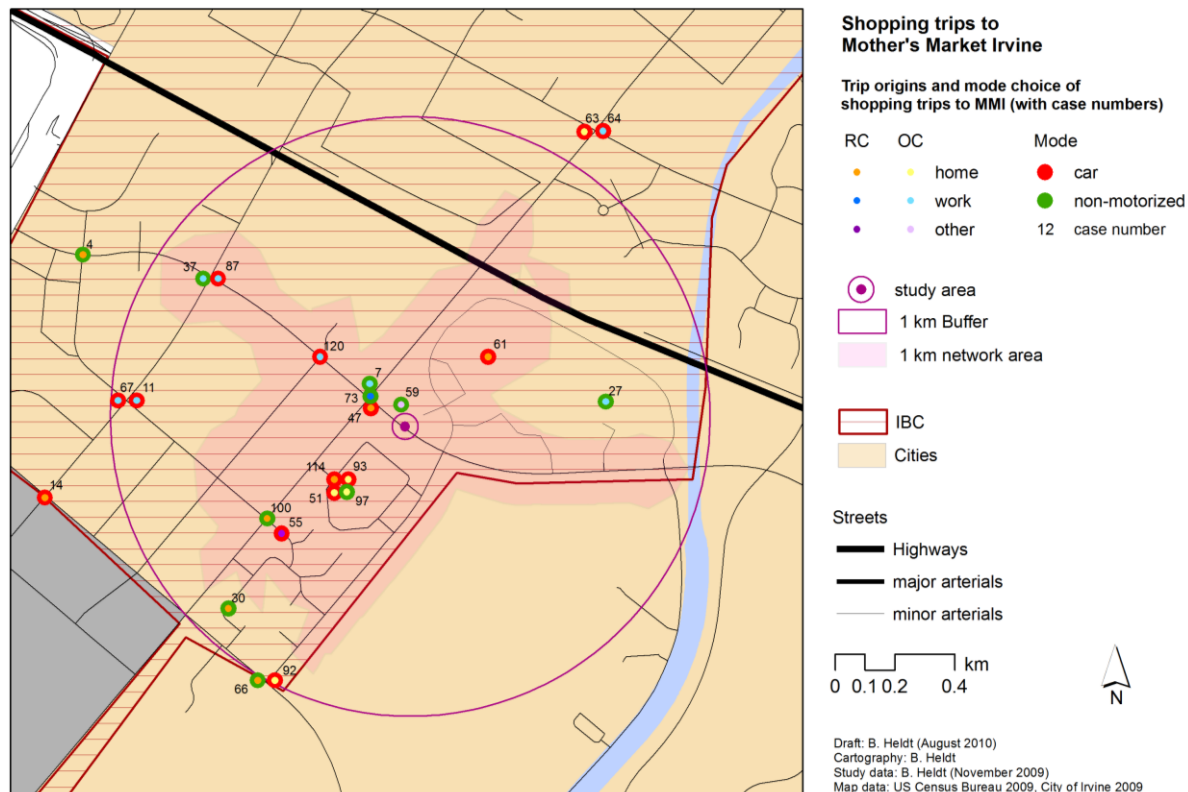 Shopping trips to
Mother's Market Irvine
Trip origins and mode choice of
shopping trips to MMI (with case numbers)
RC OC Mode
home car
work non-motorized
other 12 case number
study area
1 km Buffer
1 km network area
IBC
Cities
Streets
Highways
major arterials
minor arterials
km
0 0.1 0.2 0.4
N
Draft: B. Heldt (August 2010)
Cartography: B. Heldt
Study data: B. Heldt (November 2009)
Map data: US Census Bureau 2009, City of Irvine 2009
63 64
4
37 87
120
61
7
67 11
73
59
27
47
114 93
14
51 97
100
55
30
92
66